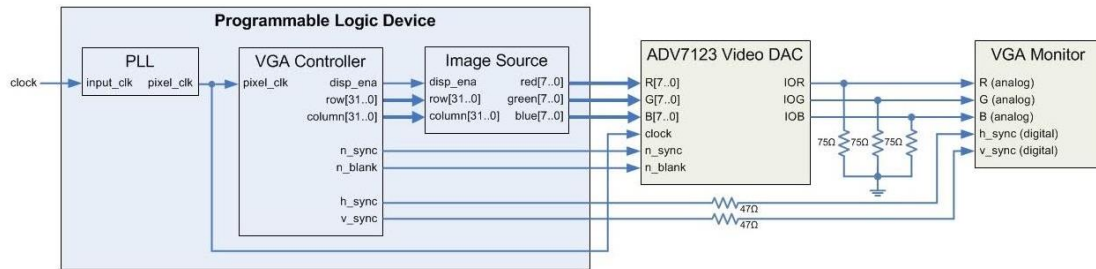 Programmable Logic Device
PLL
clock
input_clk
pixel_clk
VGA Controller
pixel_clk
disp_ena
row[31..0]
column[31..0]
n_sync
n_blank
h_sync
v_sync
Image Source
disp_ena
row[31..0]
column[31..0]
red[7..0]
green[7..0]
blue[7..0]
ADV7123 Video DAC
R[7..0]
G[7..0]
B[7..0]
clock
n_sync
n_blank
IOR
IOG
IOB
75Ω
75Ω
75Ω
47Ω
47Ω
VGA Monitor
R (analog)
G (analog)
B (analog)
h_sync (digital)
v_sync (digital)